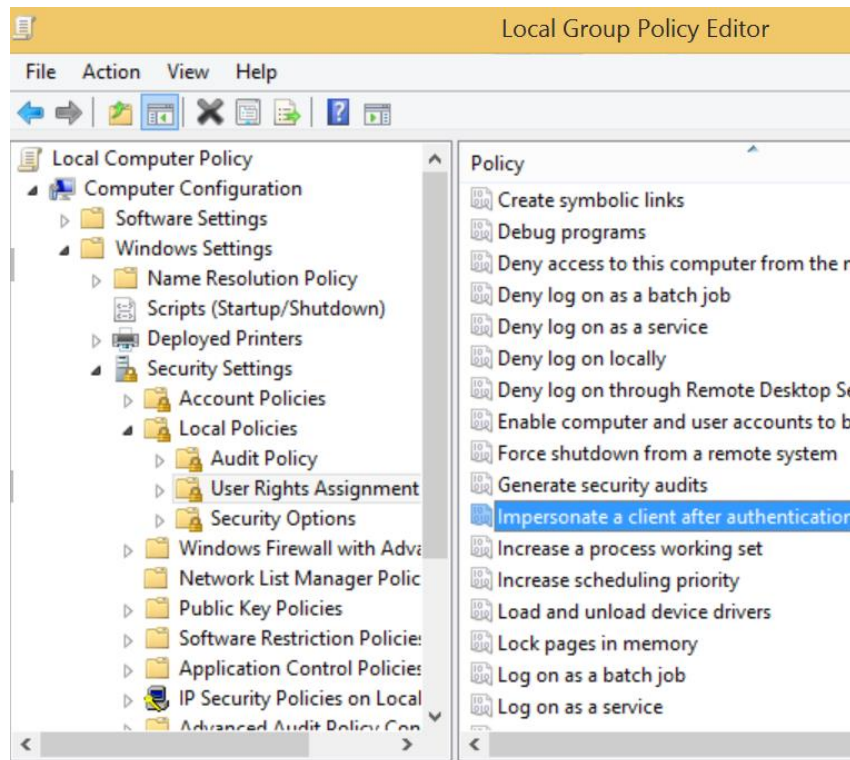 Local Group Policy Editor
File Action View Help
Local Computer Policy
Computer Configuration
Software Settings
Windows Settings
Name Resolution Policy
Scripts (Startup/Shutdown)
Deployed Printers
Security Settings
Account Policies
Local Policies
Audit Policy
User Rights Assignment
Security Options
Windows Firewall with Adva
Network List Manager Polic
Public Key Policies
Software Restriction Policies
Application Control Policies
IP Security Policies on Local
Advanced Audit Policy Con
Policy
Create symbolic links
Debug programs
Deny access to this computer from the
Deny log on as a batch job
Deny log on as a service
Deny log on locally
Deny log on through Remote Desktop Se
Enable computer and user accounts to b
Force shutdown from a remote system
Generate security audits
Impersonate a client after authentication
Increase a process working set
Increase scheduling priority
Load and unload device drivers
Lock pages in memory
Log on as a batch job
Log on as a service